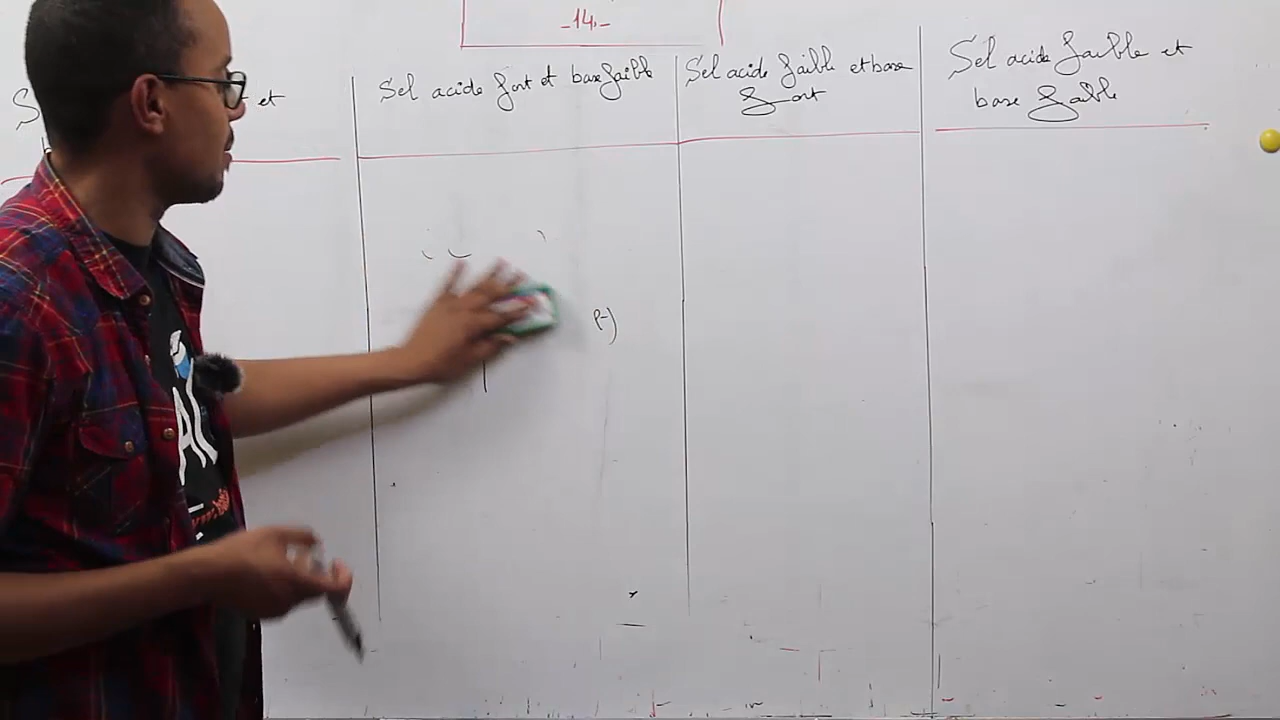 -14-
et
Sel acide fort et base faible
Sel acide faible et base
fort
Sel acide faible et
base faible